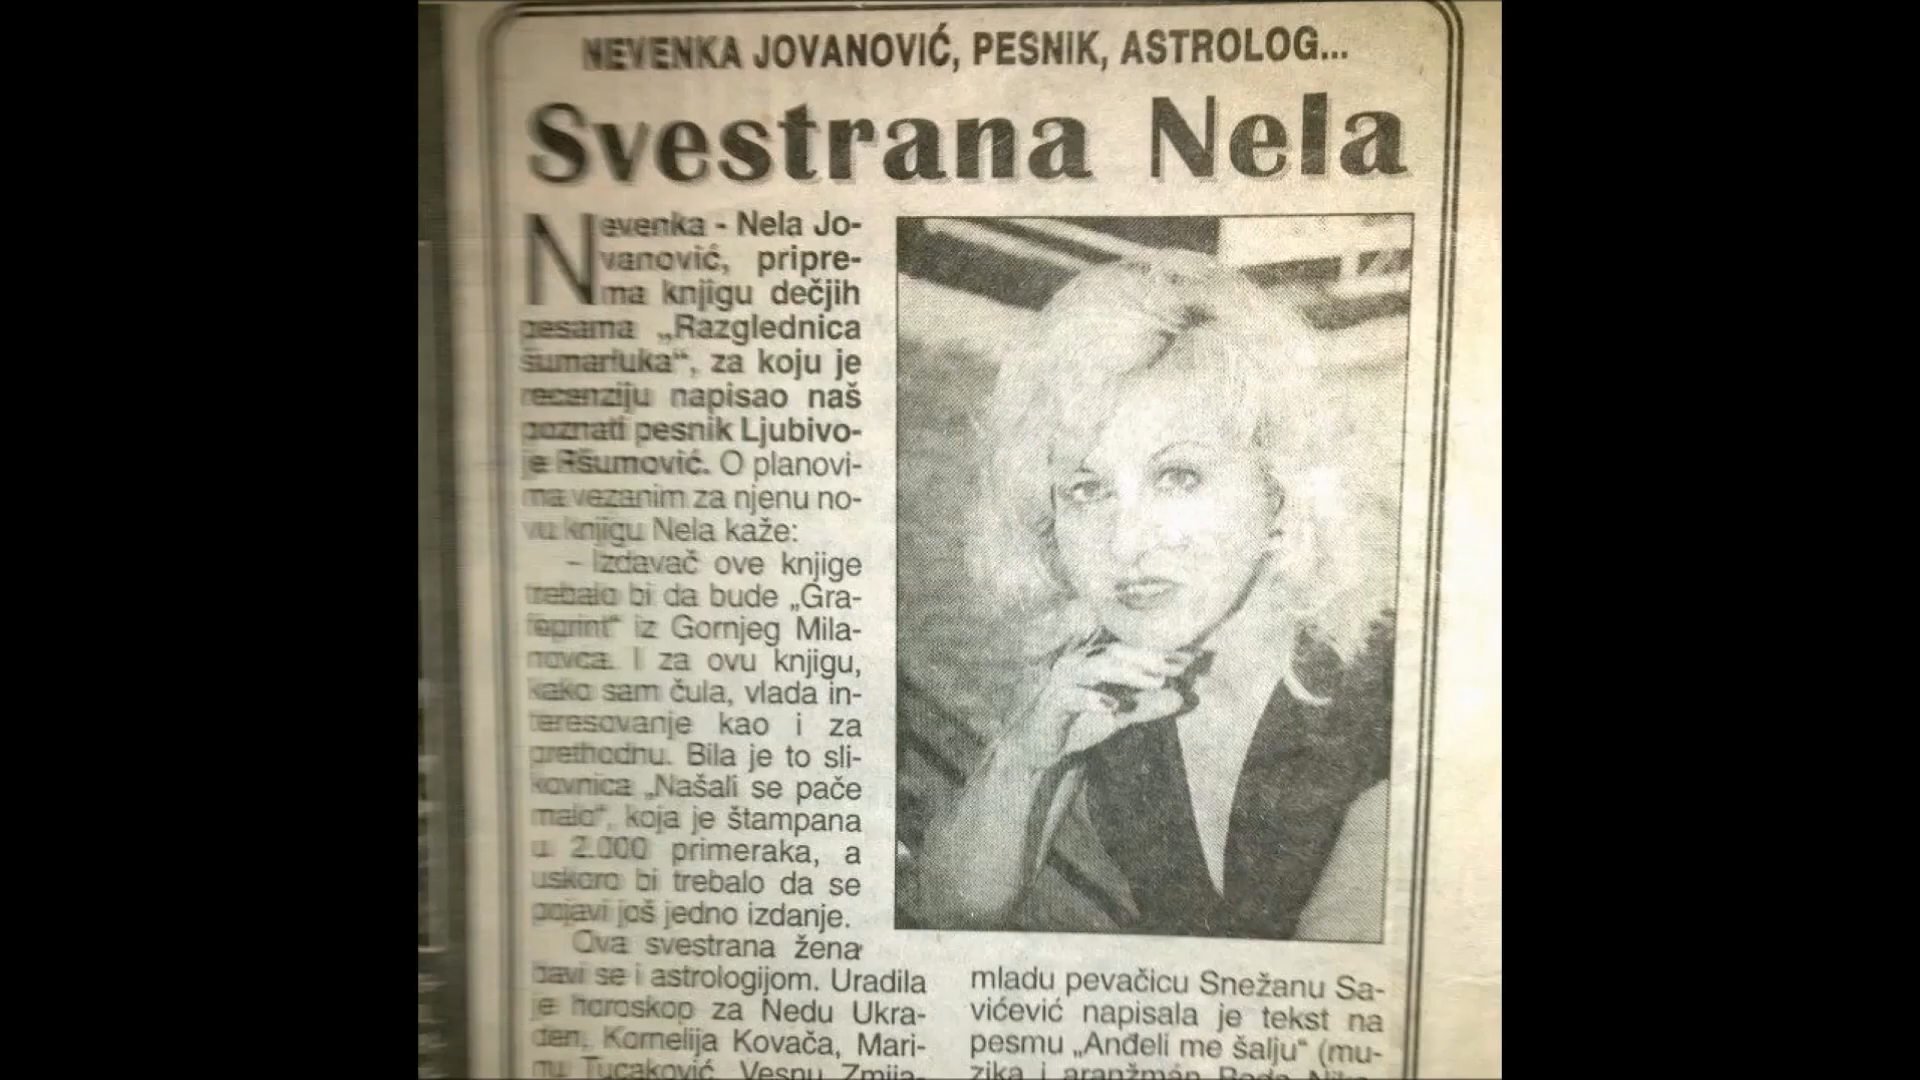 NEVENKA JOVANOVIĆ, PESNIK, ASTROLOG...
Svestrana Nela
Nevenka - Nela Jo-
vanović, pripre-
ma knjigu dečjih
pesama „Razglednica
šumarluka“, za koju je
recenziju napisao naš
poznati pesnik Ljubivo-
je Ršumović. O planovi-
ma vezanim za njenu no-
vu knjigu Nela kaže:
- Izdavač ove knjige
trebalo bi da bude „Gra-
feprint“ iz Gornjeg Mila-
novca. I za ovu knjigu,
kako sam čula, vlada in-
teresovanje kao i za
prethodnu. Bila je to sli-
kovnica „Našali se pače
malo“, koja je štampana
u 2.000 primeraka, a
uskoro bi trebalo da se
pojavi još jedno izdanje.
Ova svestrana žena
bavi se i astrologijom. Uradila
je horoskop za Nedu Ukra-
den, Kornelija Kovača, Mari-
nu Tucaković, Vesnu Zmija-
mladu pevačicu Snežanu Sa-
vićević napisala je tekst na
pesmu „Anđeli me šalju“ (mu-
zika i aranžman